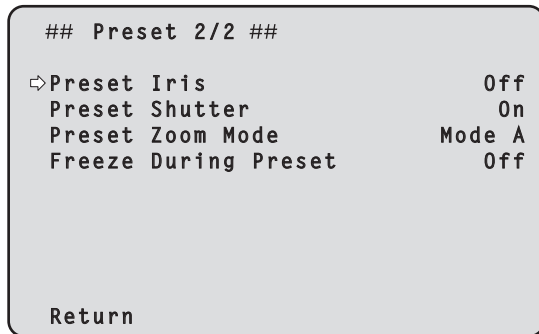 ## Preset 2/2 ##
⇨Preset Iris Off
Preset Shutter On
Preset Zoom Mode Mode A
Freeze During Preset Off
Return